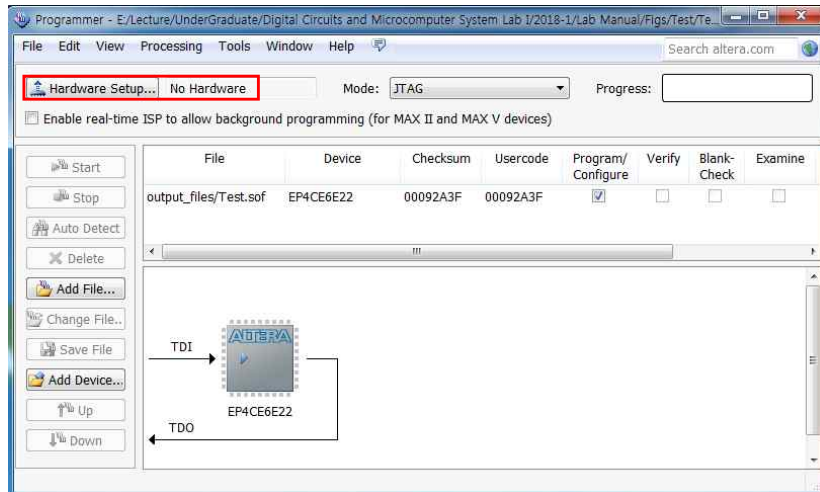 Programmer - E:/Lecture/UnderGraduate/Digital Circuits and Microcomputer System Lab I/2018-1/Lab Manual/Figs/Test/Te...
File Edit View Processing Tools Window Help
Search altera.com
Hardware Setup... No Hardware Mode: JTAG Progress:
Enable real-time ISP to allow background programming (for MAX II and MAX V devices)
Start
Stop
Auto Detect
Delete
Add File...
Change File..
Save File
Add Device...
Up
Down
File Device Checksum Usercode Program/ Verify Blank- Examine
Configure Check
output_files/Test.sof EP4CE6E22 00092A3F 00092A3F
TDI
ALTERA
EP4CE6E22
TDO